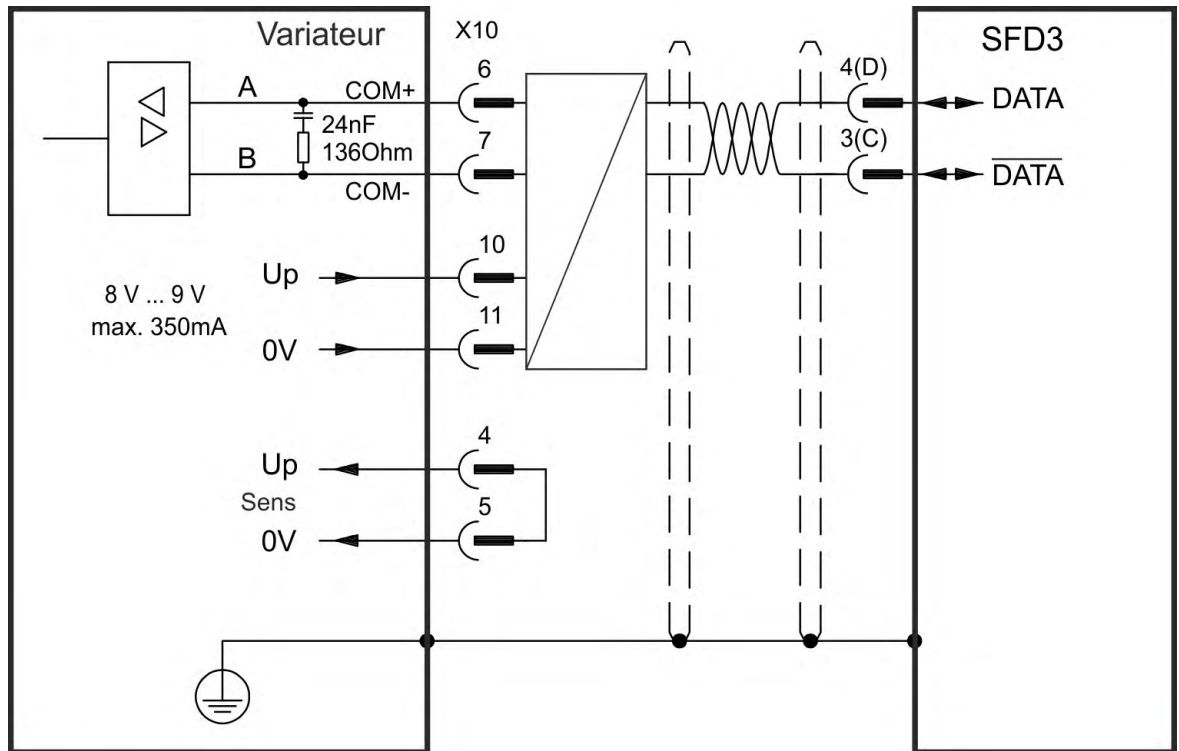 Variateur
X10
SFD3
6
4(D)
A
COM+
DATA
24nF
136Ohm
7
3(C)
B
COM-
DATA
10
Up
8 V ... 9 V
max. 350mA
11
0V
4
Up
Sens
5
0V